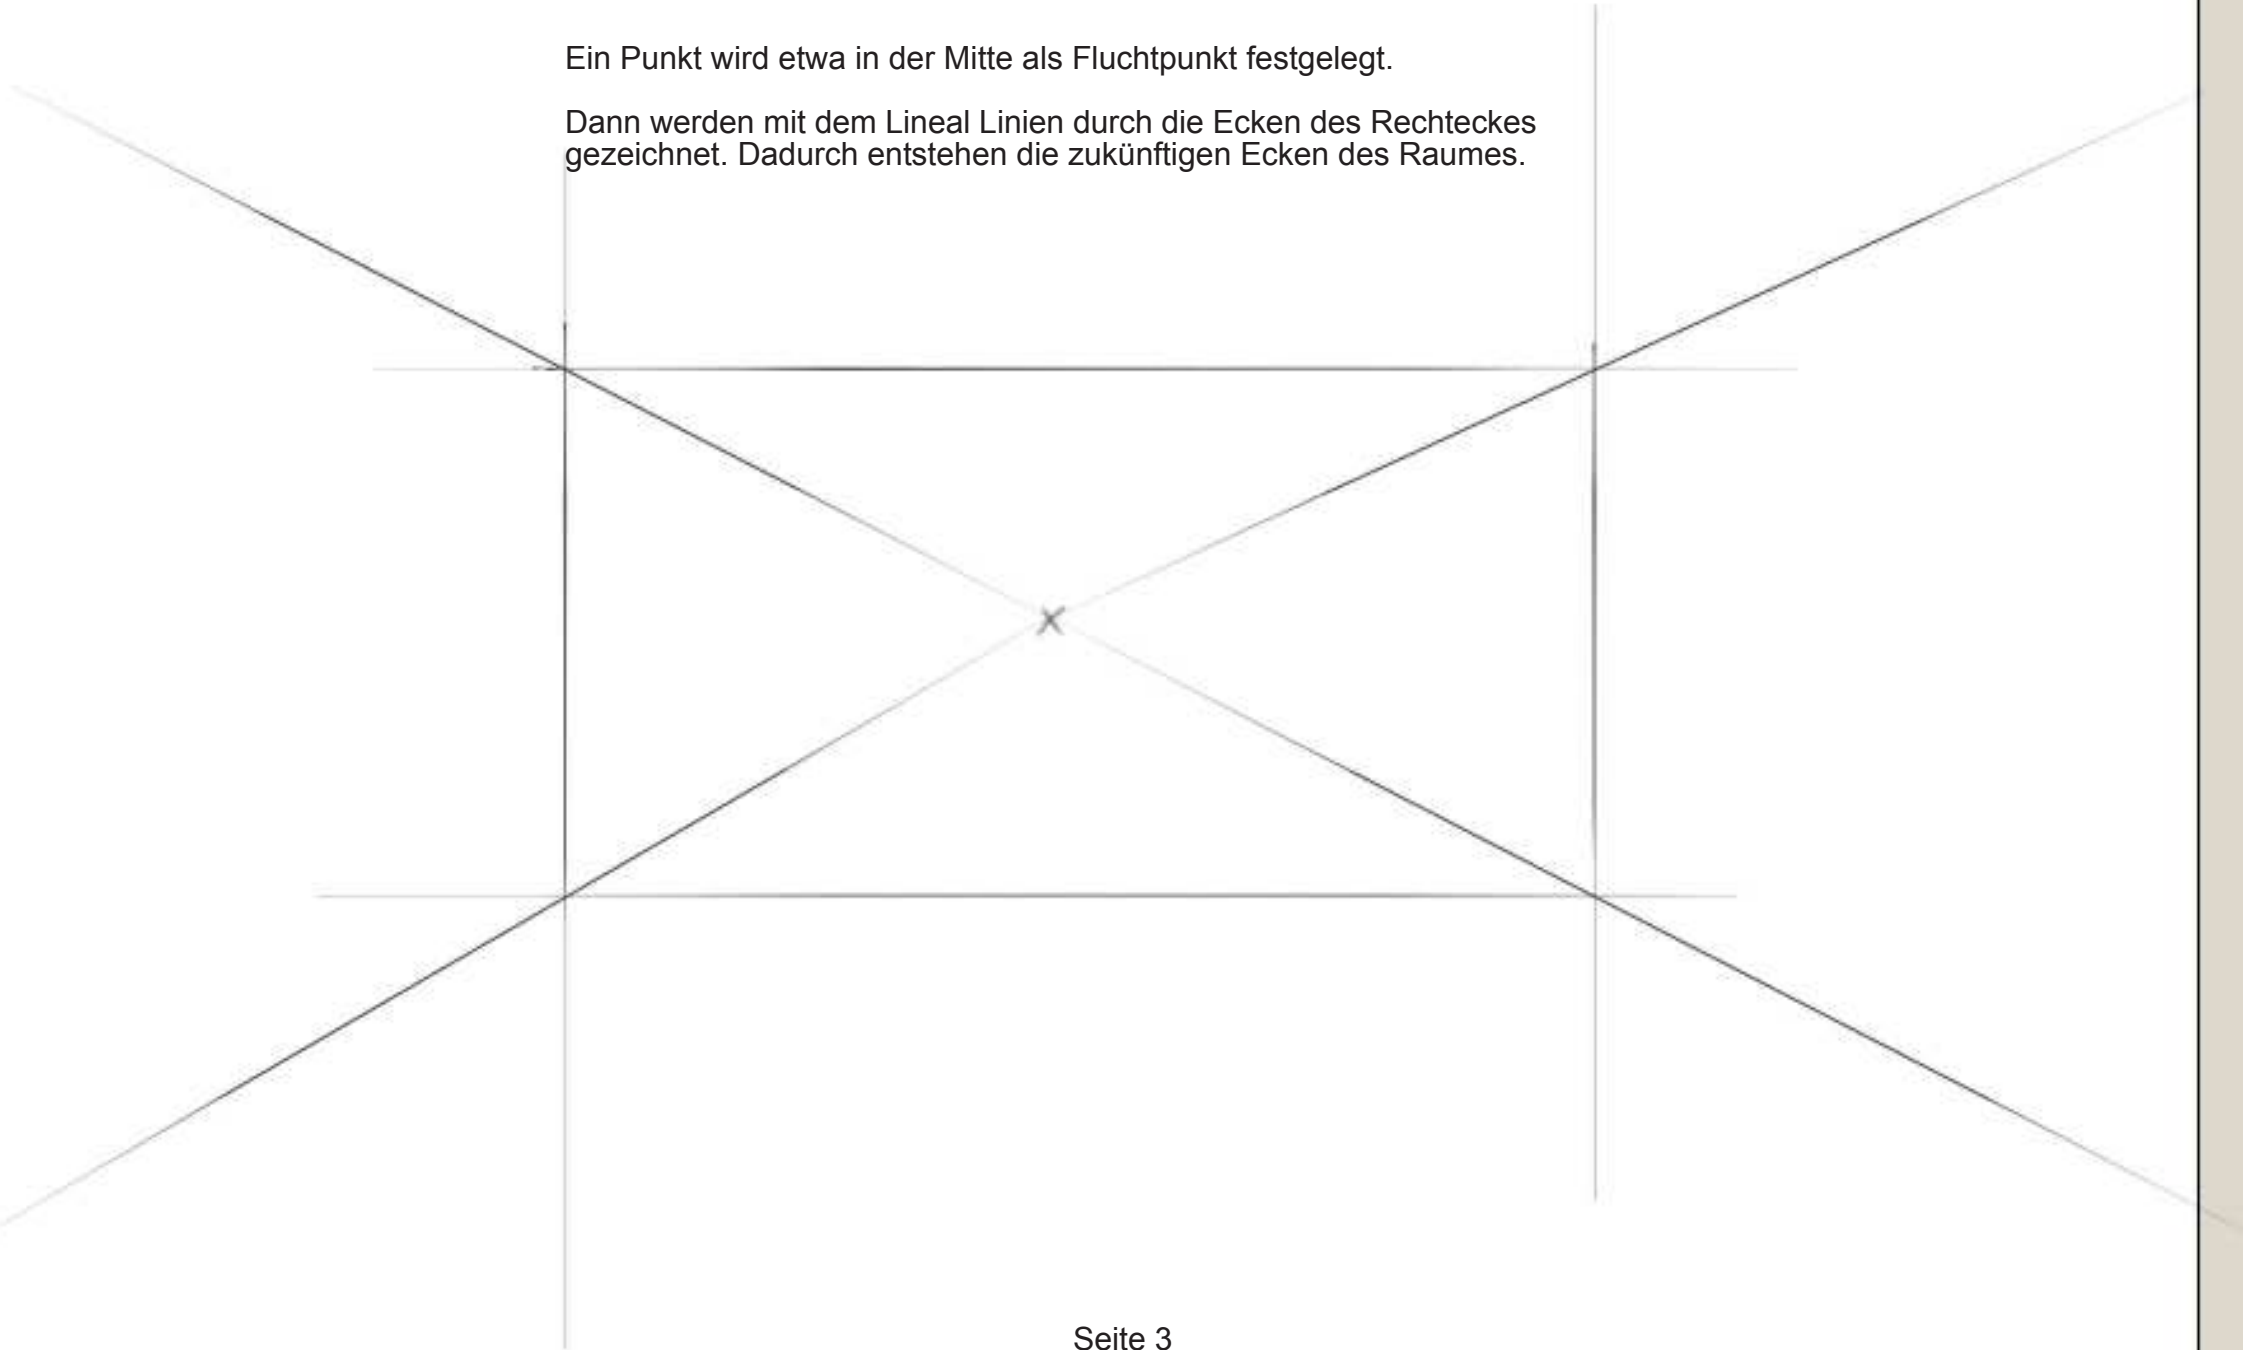 Ein Punkt wird etwa in der Mitte als Fluchtpunkt festgelegt.
Dann werden mit dem Lineal Linien durch die Ecken des Rechteckes
gezeichnet. Dadurch entstehen die zukünftigen Ecken des Raumes.
Seite 3